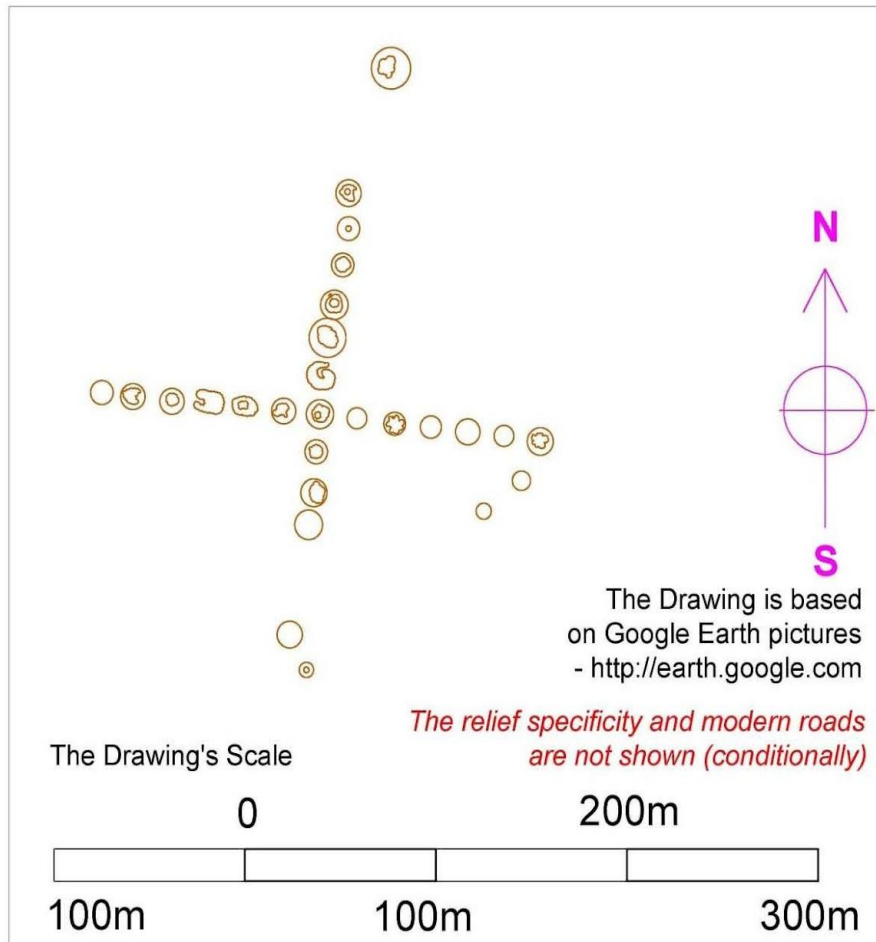 N
S
The Drawing is based
on Google Earth pictures
- http://earth.google.com
The relief specificity and modern roads
are not shown (conditionally)
The Drawing's Scale
0
200m
100m
100m
300m